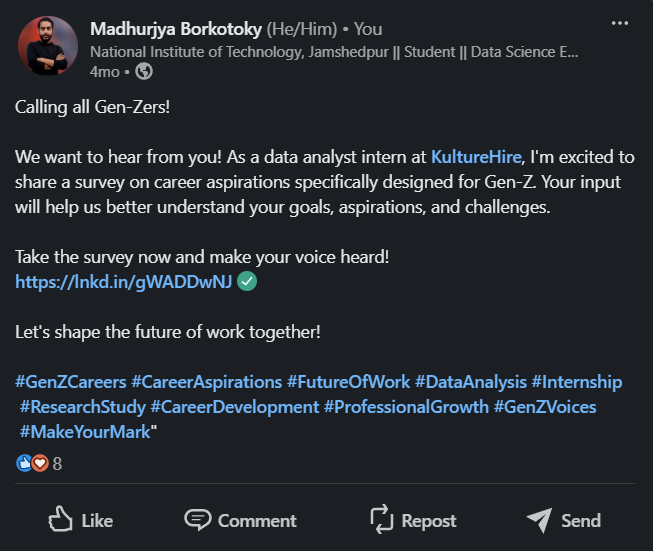 Madhurjya Borkotoky (He/Him) • You
National Institute of Technology, Jamshedpur || Student || Data Science E...
4mo •
Calling all Gen-Zers!
We want to hear from you! As a data analyst intern at KultureHire, I'm excited to
share a survey on career aspirations specifically designed for Gen-Z. Your input
will help us better understand your goals, aspirations, and challenges.
Take the survey now and make your voice heard!
https://lnkd.in/gWADDwNJ
Let's shape the future of work together!
#GenZCareers #CareerAspirations #FutureOfWork #DataAnalysis #Internship
#ResearchStudy #CareerDevelopment #ProfessionalGrowth #GenZVoices
#MakeYourMark"
8
Like Comment Repost Send